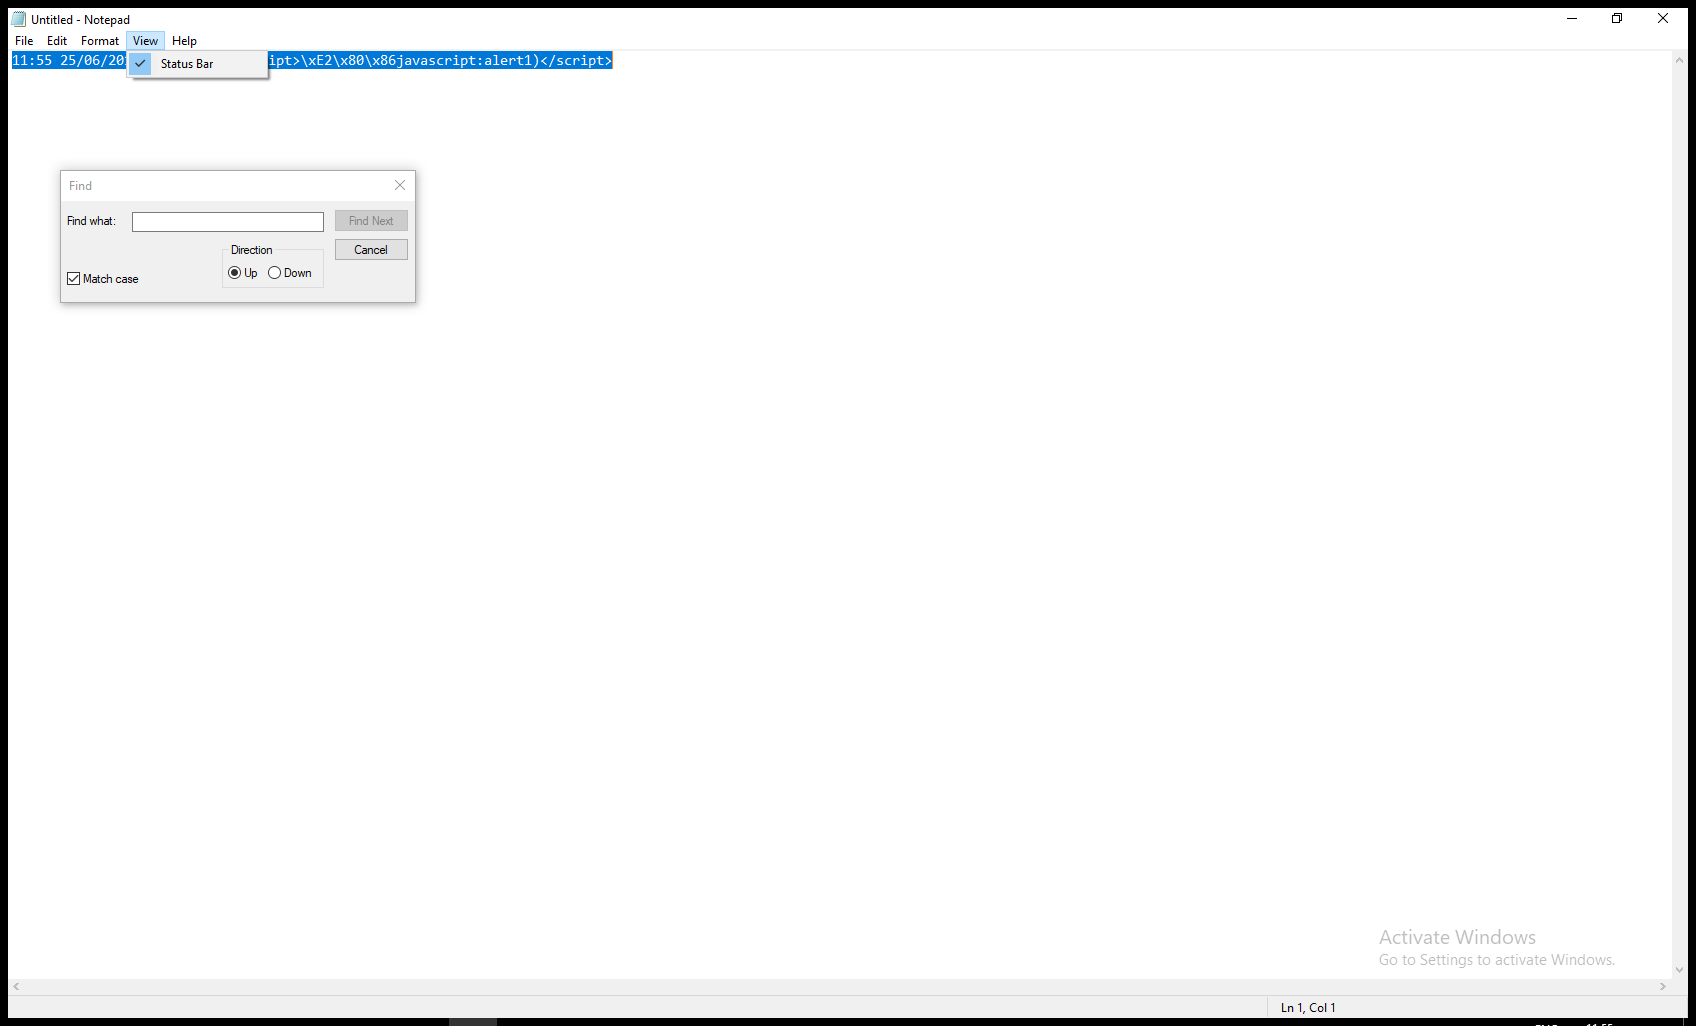 Untitled - Notepad
File Edit Format View Help
11:55 25/06/20 ipt>\xE2\x80\x86javascript:alert1)</script>
Status Bar
Find
Find what:
Find Next
Direction
Cancel
Up Down
Match case
Activate Windows
Go to Settings to activate Windows.
Ln 1, Col 1